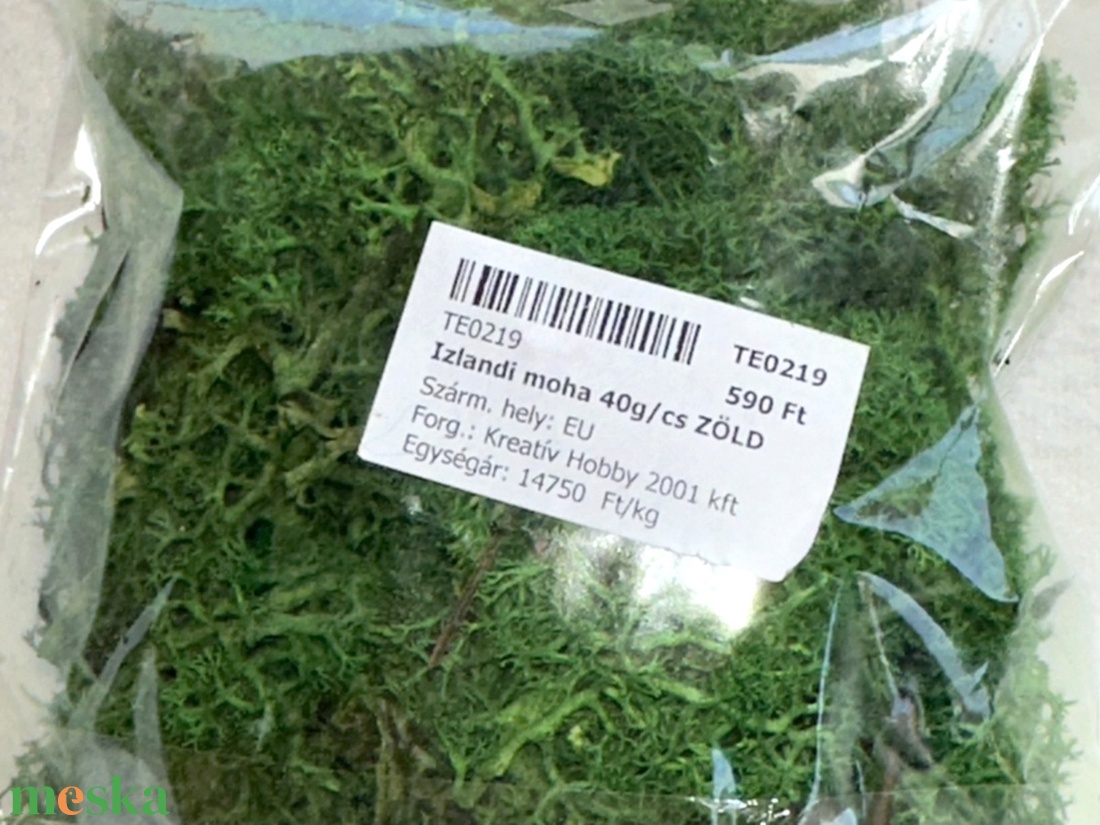 TE0219
TE0219
590 Ft
Izlandi moha 40g/cs ZÖLD
Szárm. hely: EU
Forg.: Kreatív Hobby 2001 kft
Egységár: 14750 Ft/kg
meska